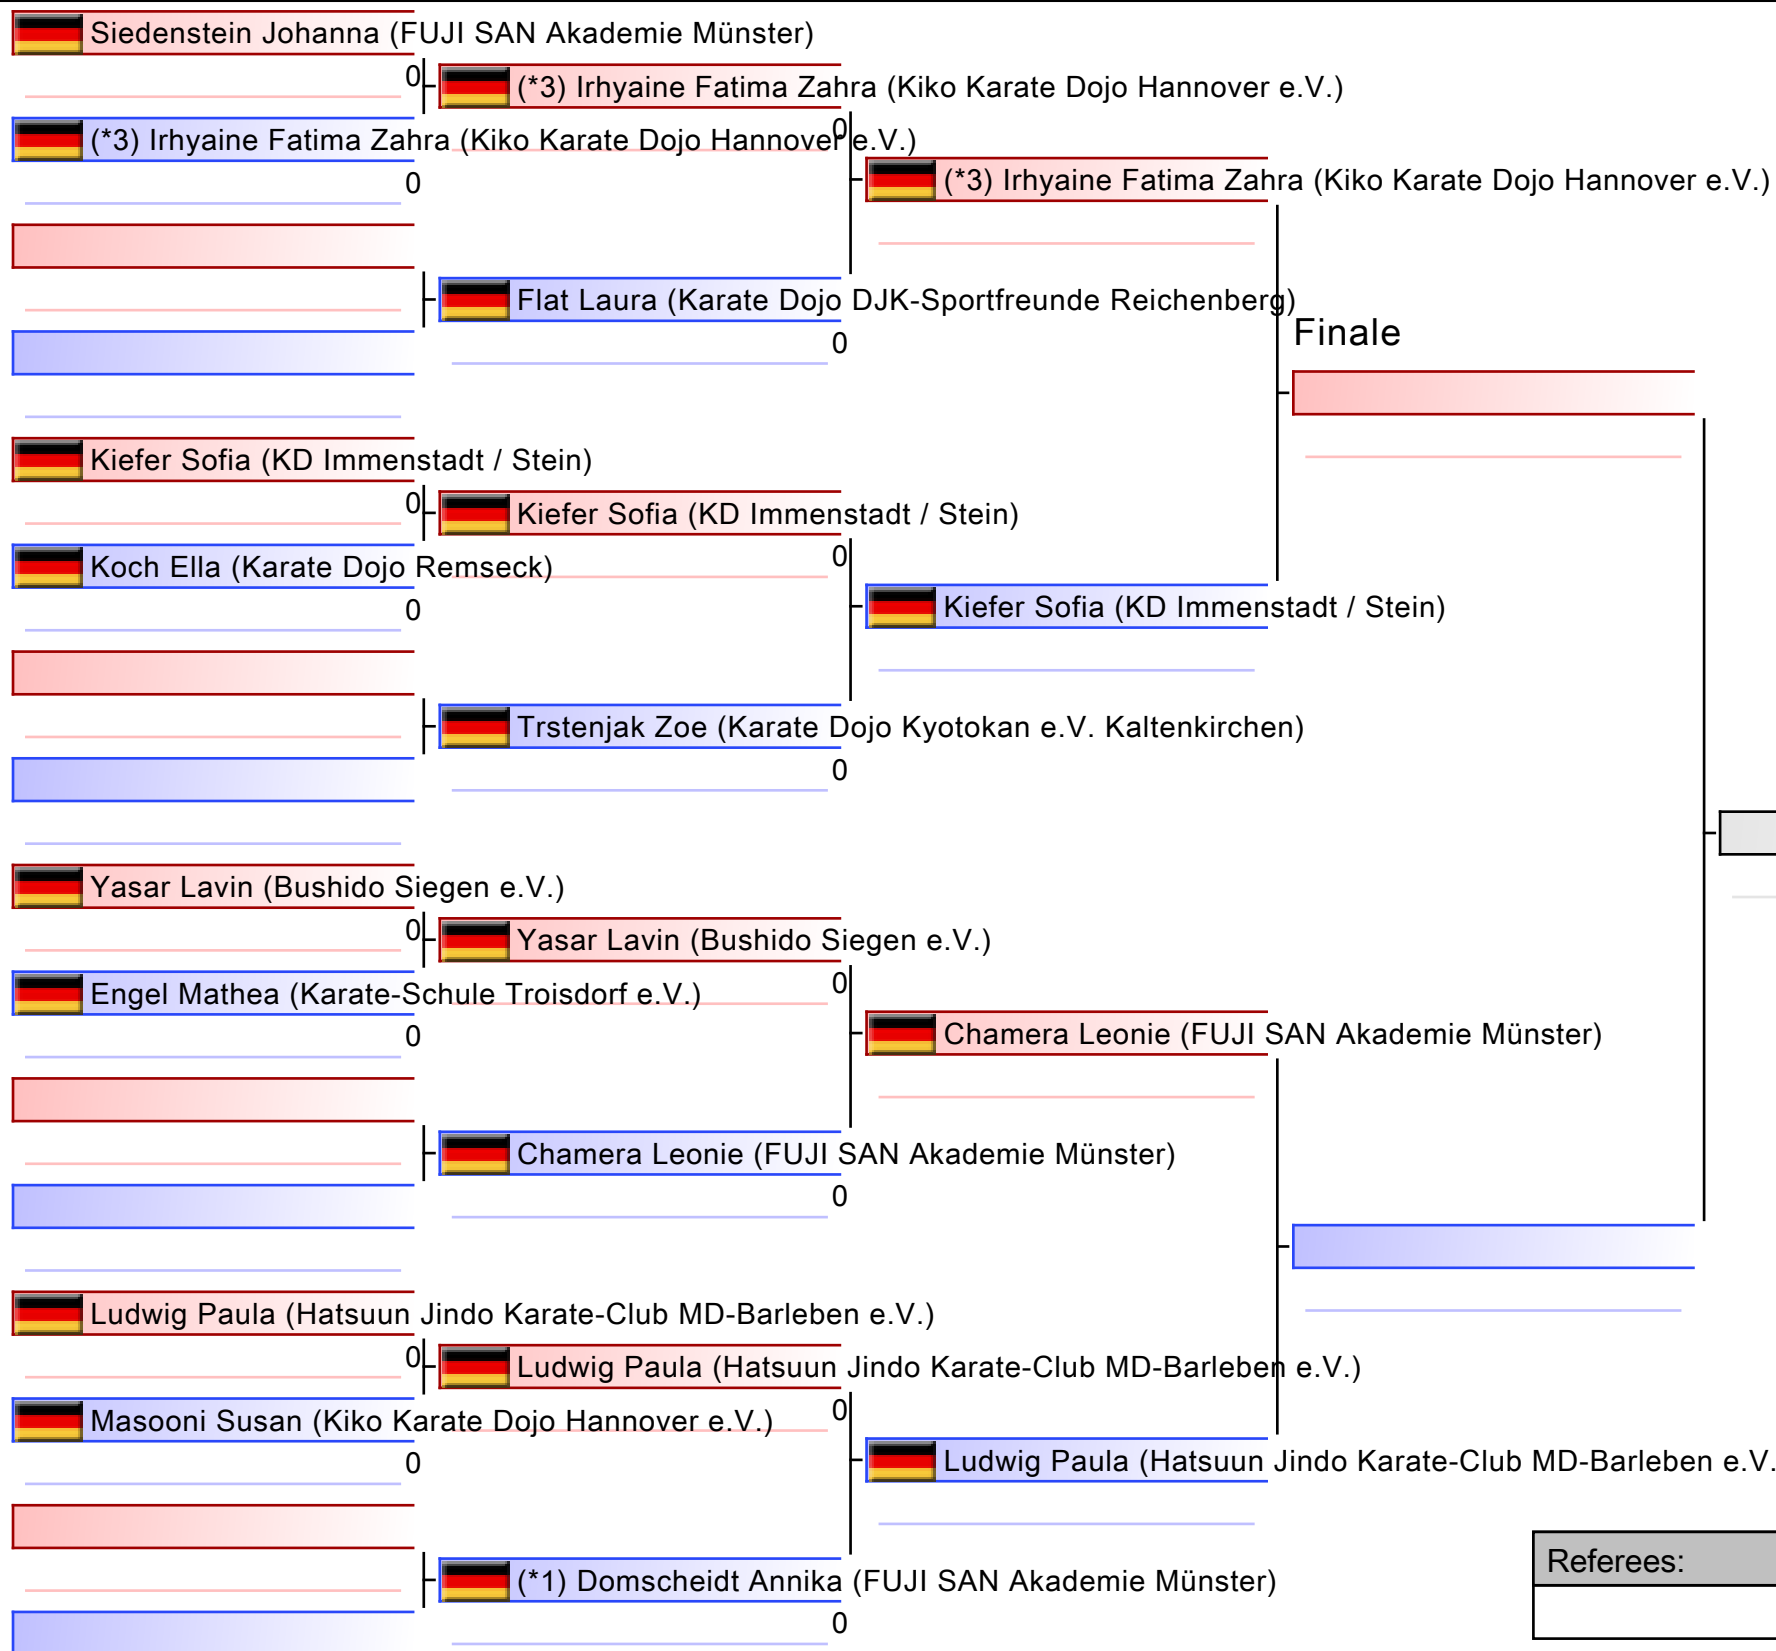 Siedenstein Johanna (FUJI SAN Akademie Münster)
0
(*3) Irhyaine Fatima Zahra (Kiko Karate Dojo Hannover e.V.)
0
(*3) Irhyaine Fatima Zahra (Kiko Karate Dojo Hannover e.V.)
0
(*3) Irhyaine Fatima Zahra (Kiko Karate Dojo Hannover e.V.)
Flat Laura (Karate Dojo DJK-Sportfreunde Reichenberg)
0
Finale
Kiefer Sofia (KD Immenstadt / Stein)
0
Kiefer Sofia (KD Immenstadt / Stein)
0
Koch Ella (Karate Dojo Remseck)
0
Kiefer Sofia (KD Immenstadt / Stein)
Trstenjak Zoe (Karate Dojo Kyotokan e.V. Kaltenkirchen)
0
Yasar Lavin (Bushido Siegen e.V.)
0
Yasar Lavin (Bushido Siegen e.V.)
0
Engel Mathea (Karate-Schule Troisdorf e.V.)
0
Chamera Leonie (FUJI SAN Akademie Münster)
Chamera Leonie (FUJI SAN Akademie Münster)
0
Ludwig Paula (Hatsuun Jindo Karate-Club MD-Barleben e.V.)
0
Ludwig Paula (Hatsuun Jindo Karate-Club MD-Barleben e.V.)
0
Masooni Susan (Kiko Karate Dojo Hannover e.V.)
0
Ludwig Paula (Hatsuun Jindo Karate-Club MD-Barleben e.V.
Referees:
(*1) Domscheidt Annika (FUJI SAN Akademie Münster)
0